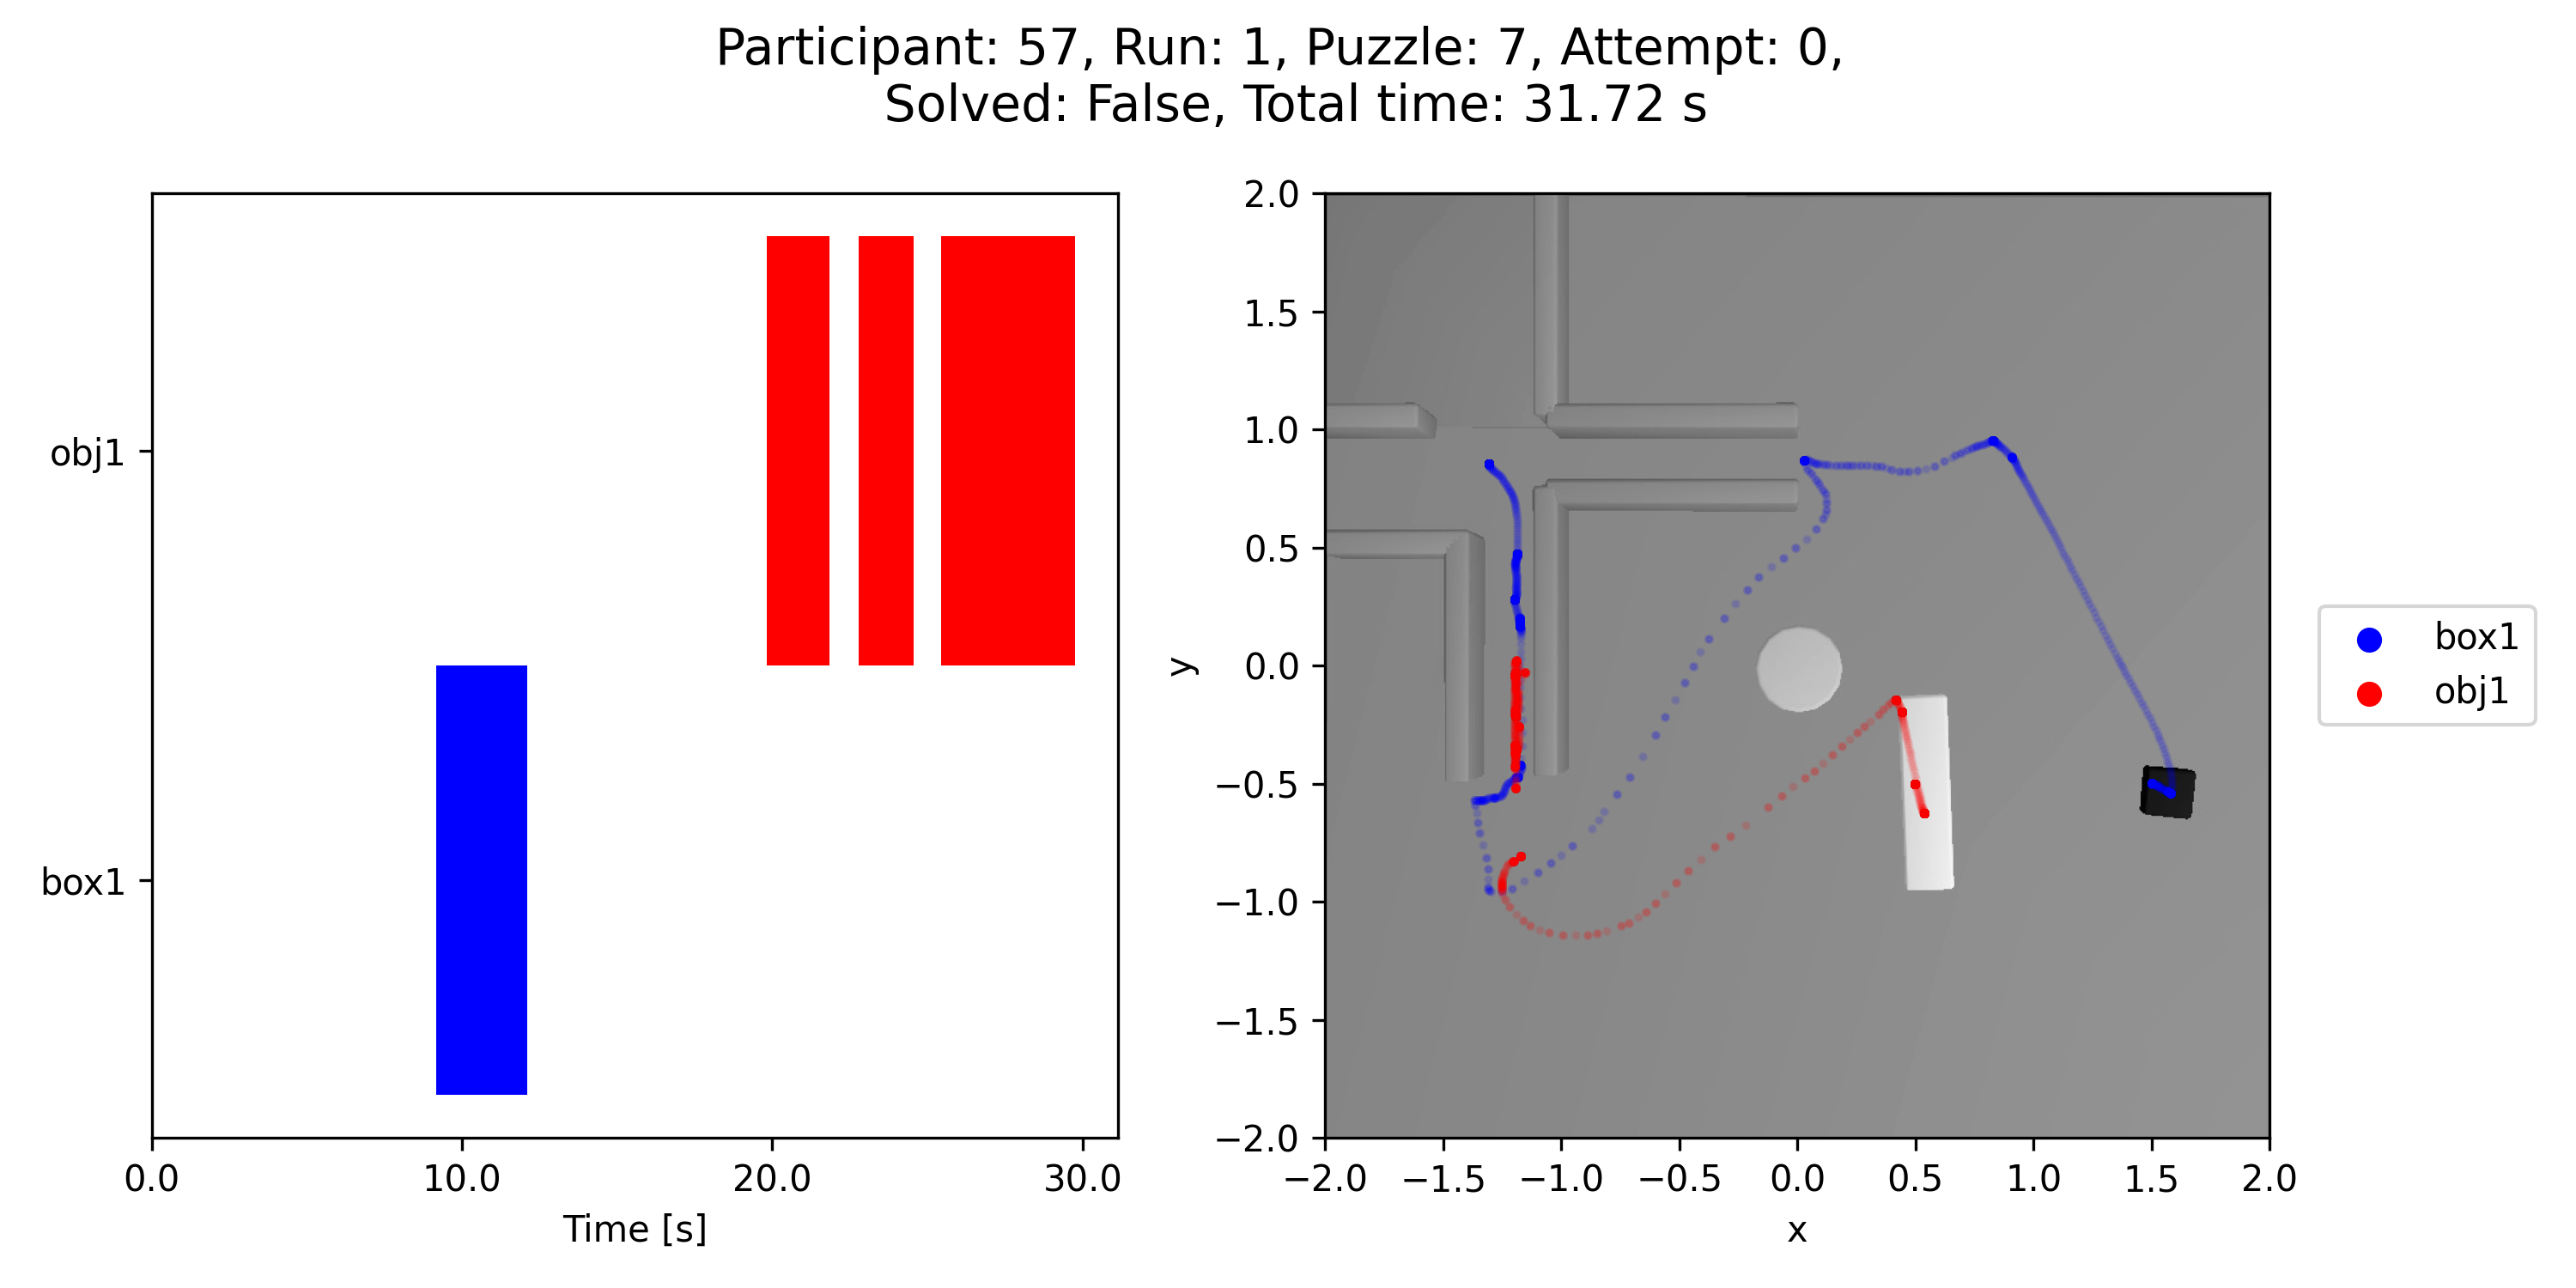 Participant: 57, Run: 1, Puzzle: 7, Attempt: 0,
Solved: False, Total time: 31.72 s
obj1
box1
0.0 10.0 20.0 30.0
Time [s]
2.0
1.5
1.0
0.5
0.0
−0.5
−1.0
−1.5
−2.0
y
−2.0 −1.5 −1.0 −0.5 0.0 0.5 1.0 1.5 2.0
x
box1
obj1